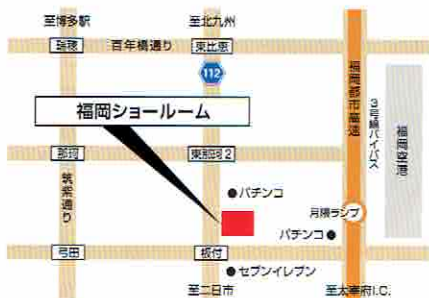 至博多駅
至北九州
瑞穂
百年橋通り
東比恵
112
福岡都市高速
3号線バイパス
福岡空港
福岡ショールーム
那珂
東那珂2
筑紫通り
パチンコ
月隈ランプ
パチンコ
弓田
板付
セブンイレブン
至二日市
至太宰府I.C.